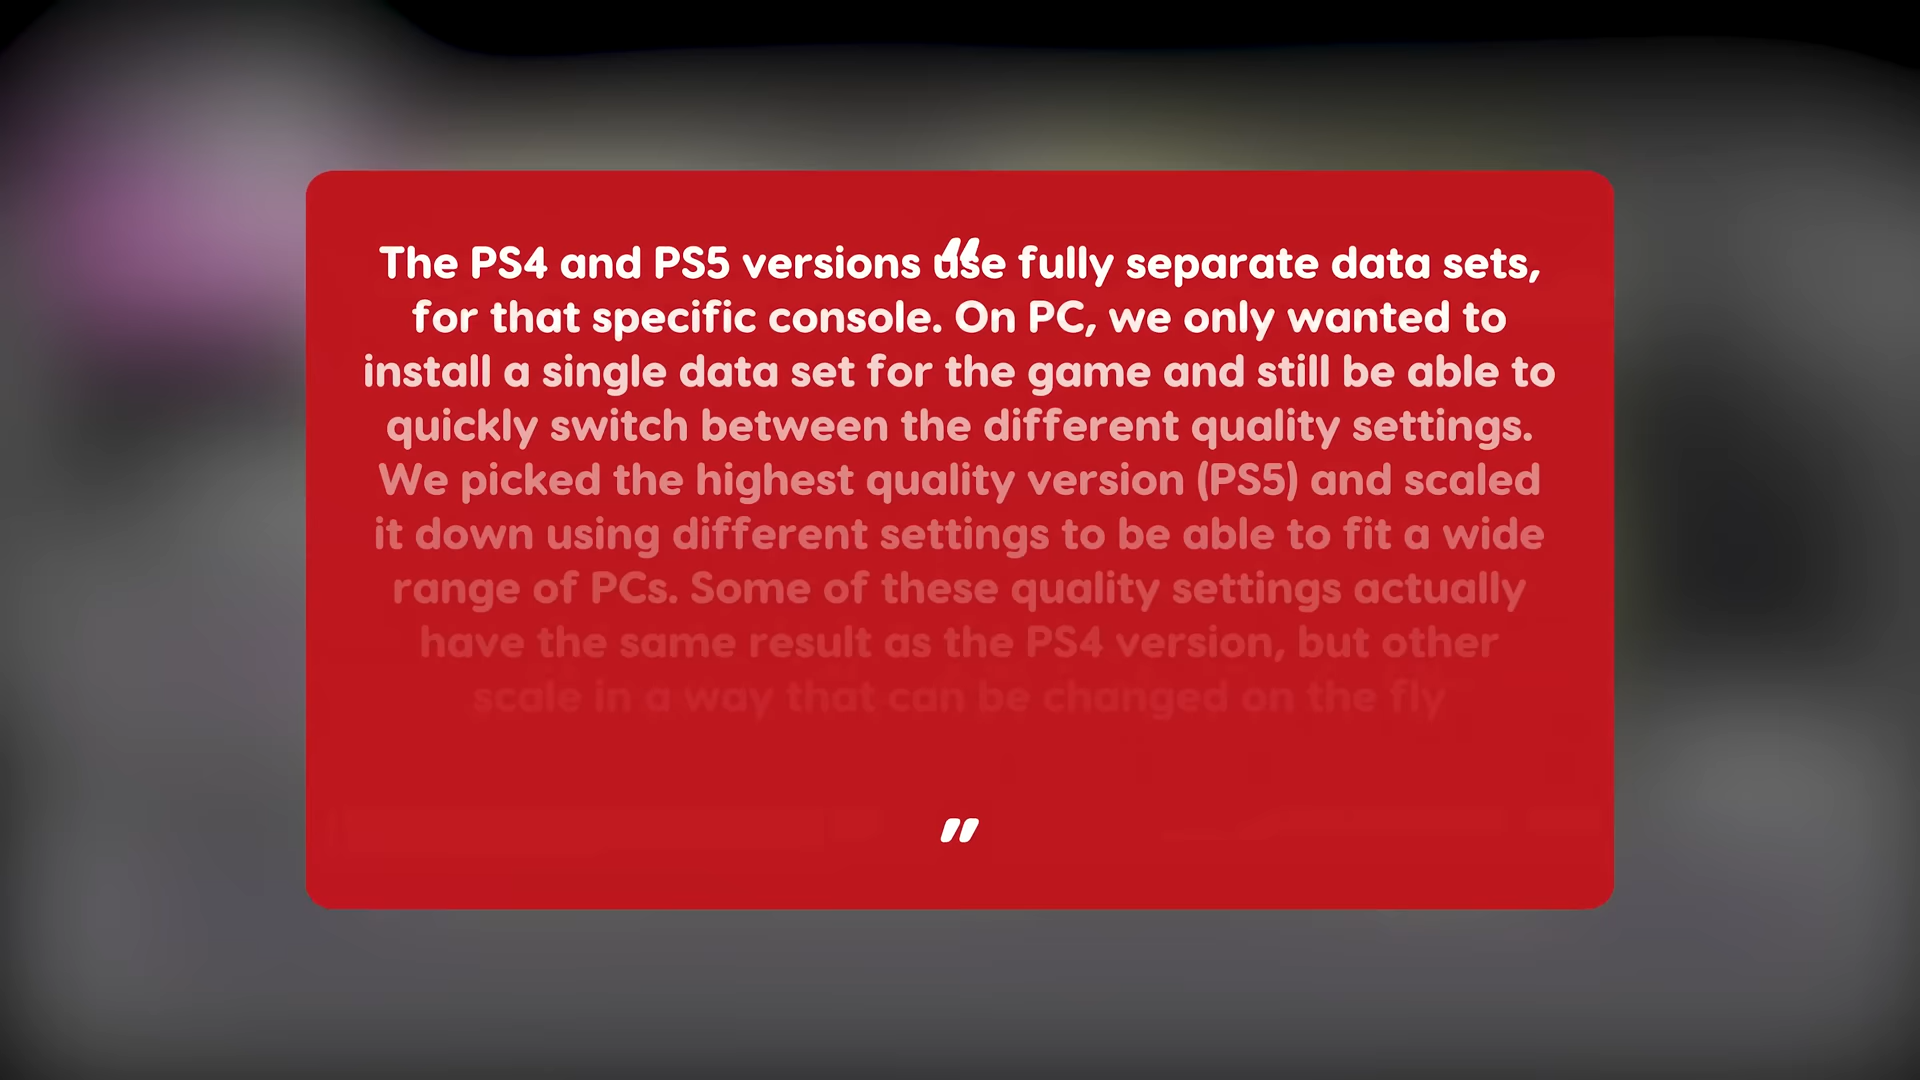 “
The PS4 and PS5 versions use fully separate data sets,
for that specific console. On PC, we only wanted to
install a single data set for the game and still be able to
quickly switch between the different quality settings.
We picked the highest quality version (PS5) and scaled
it down using different settings to be able to fit a wide
range of PCs. Some of these quality settings actually
have the same result as the PS4 version, but other
scale in a way that can be changed on the fly
”